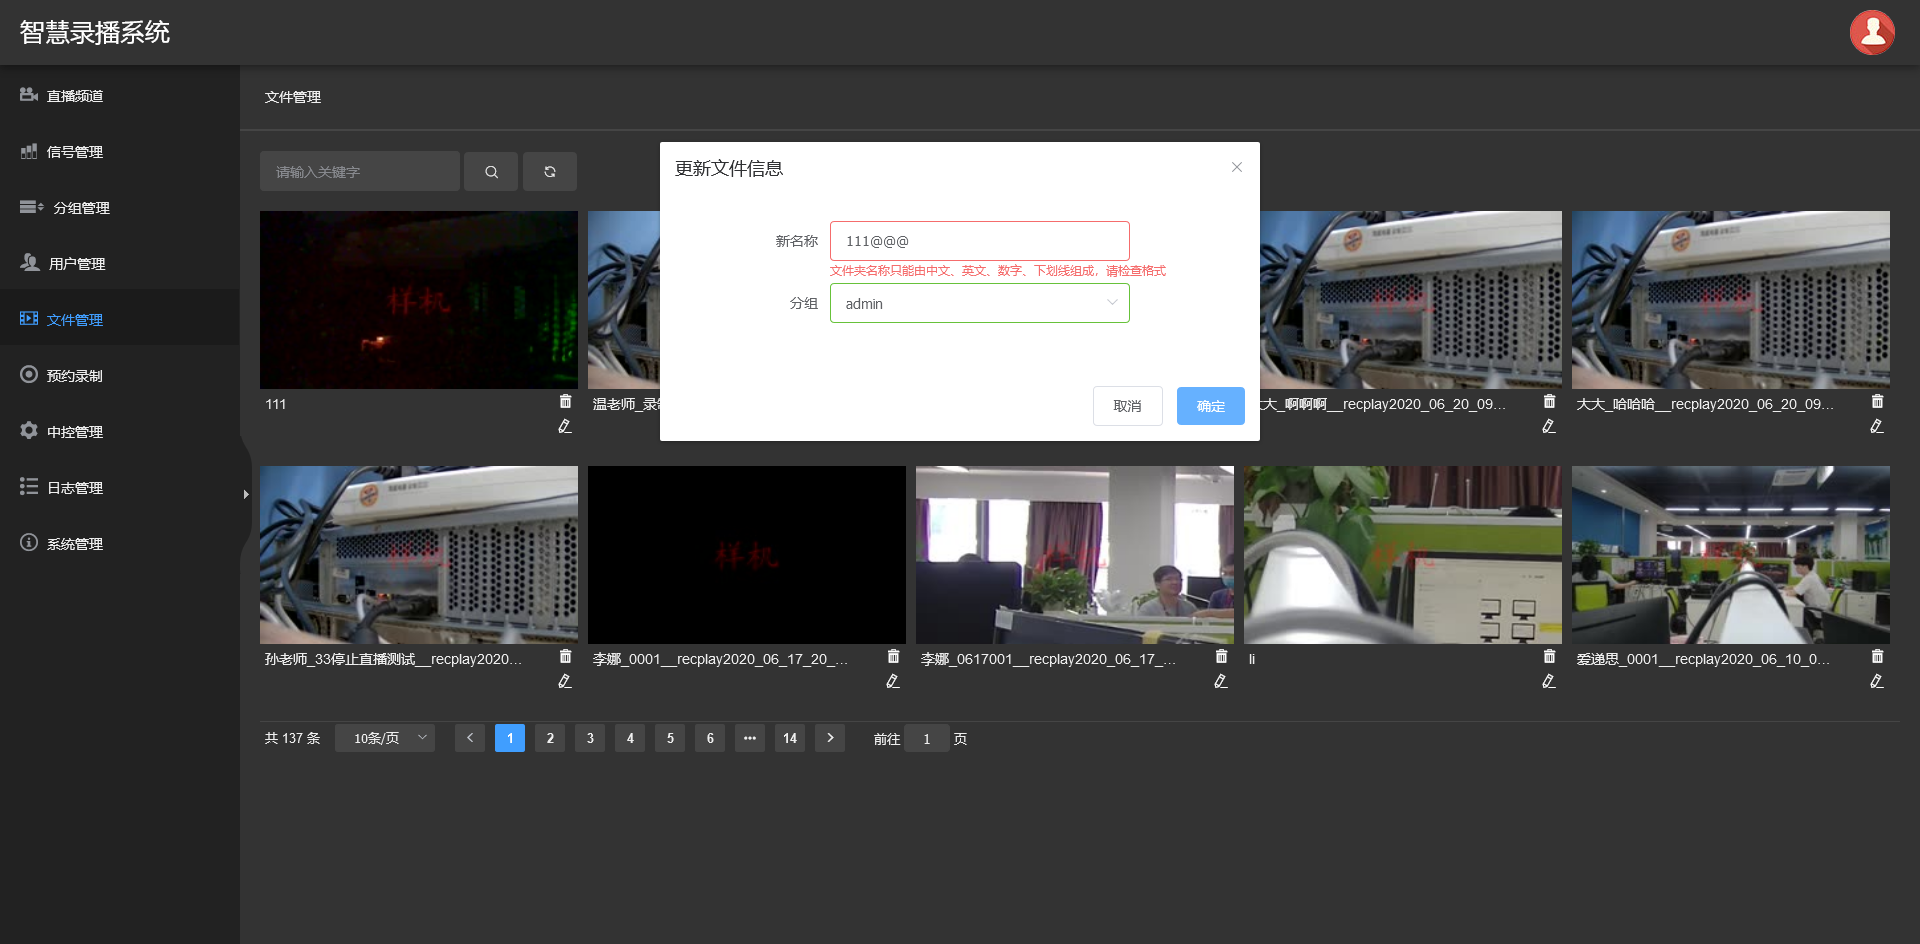 智慧录播系统
直播频道
信号管理
分组管理
用户管理
文件管理
预约录制
中控管理
日志管理
系统管理
文件管理
请输入关键字
更新文件信息
新名称
111@@@
文件夹名称只能由中文、英文、数字、下划线组成，请检查格式
分组
admin
取消
确定
样机
样机
样机
111
温老师_录
大_啊啊啊__recplay2020_06_20_09...
大大_哈哈哈__recplay2020_06_20_09...
样机
样机
样机
样机
样机
孙老师_33停止直播测试__recplay2020...
李娜_0001__recplay2020_06_17_20_...
李娜_0617001__recplay2020_06_17_...
li
爱递思_0001__recplay2020_06_10_0...
共 137 条
10条/页
1
2
3
4
5
6
•••
14
前往
1
页